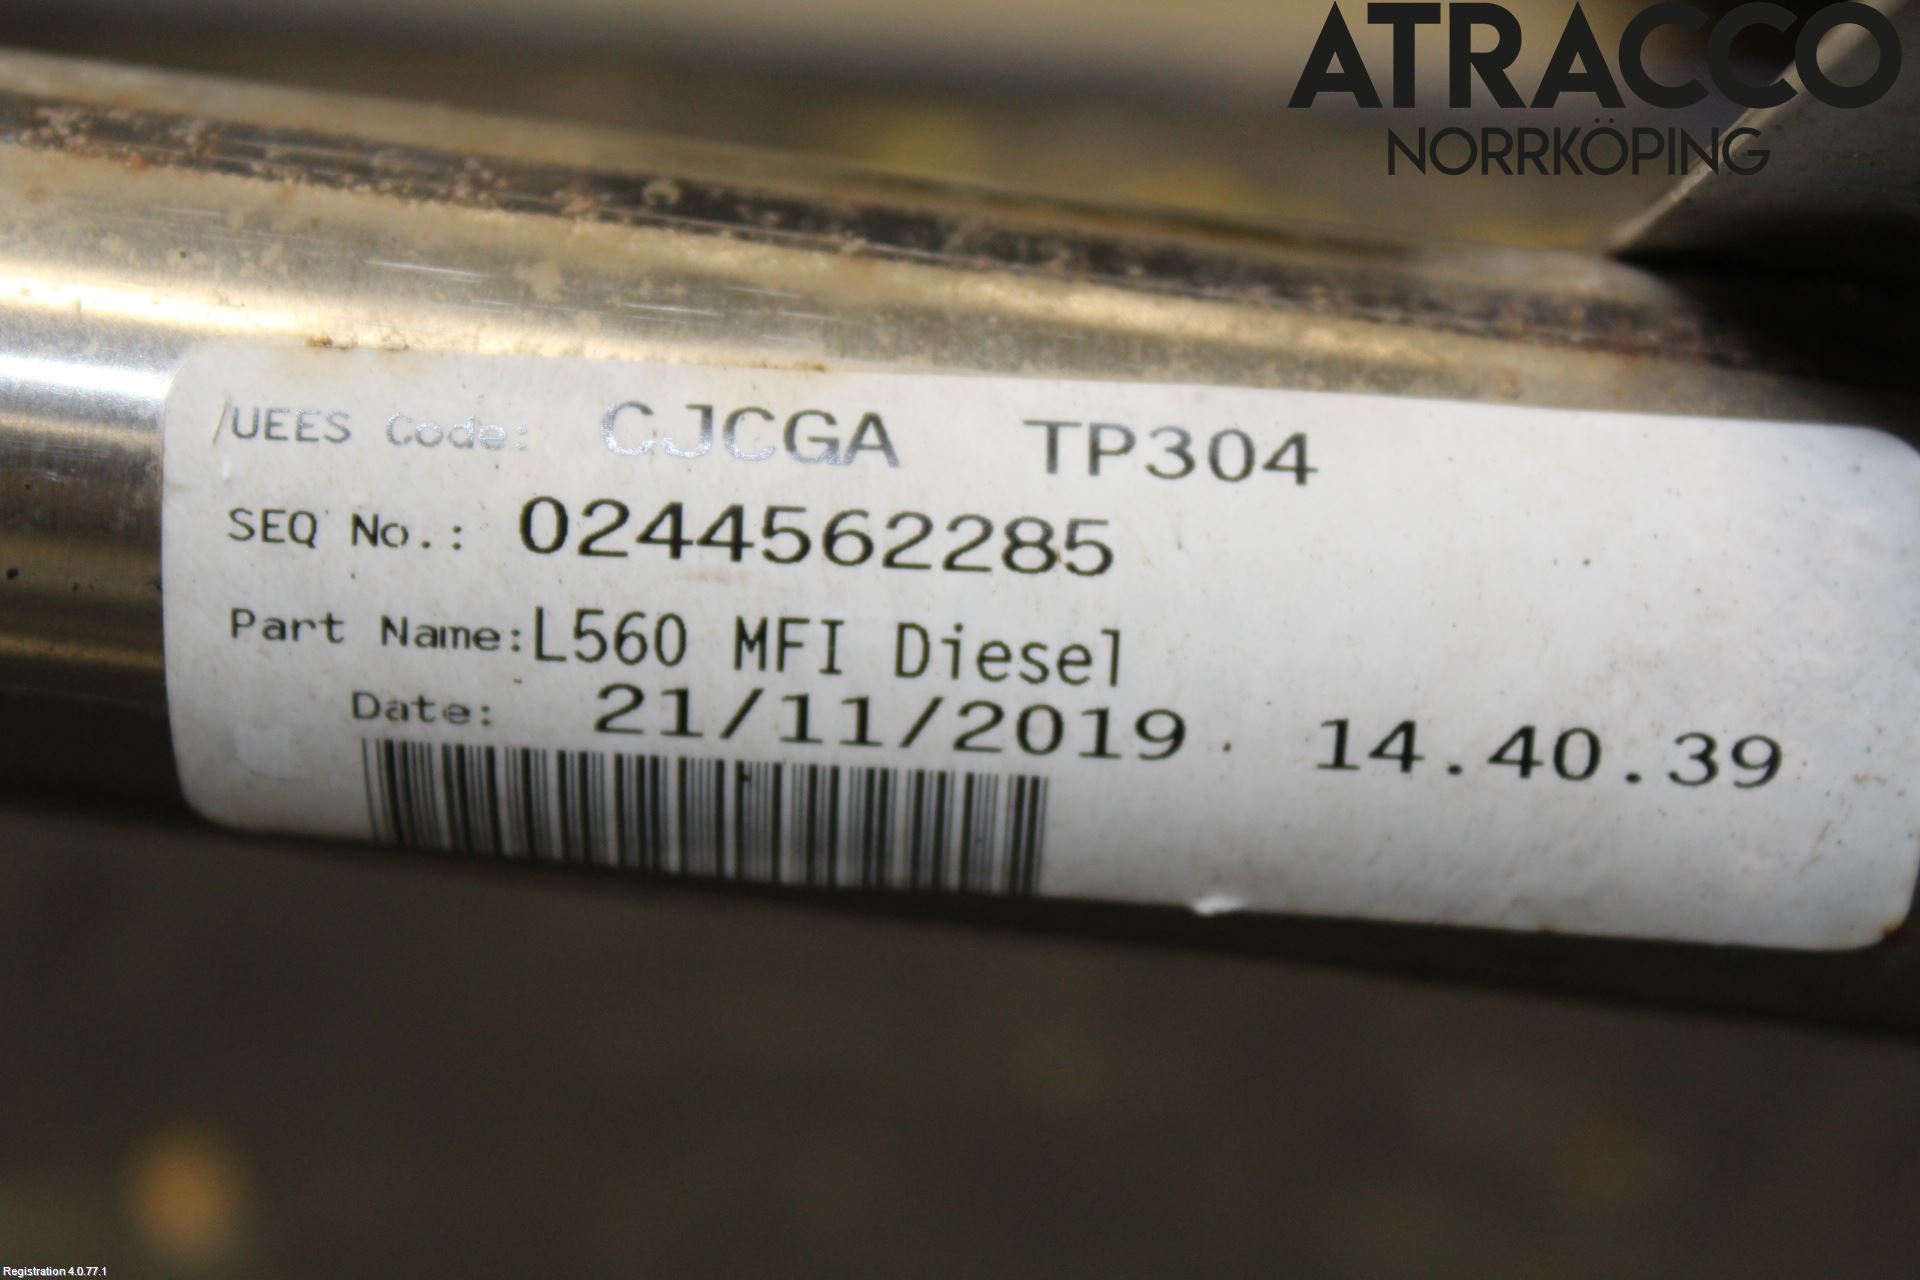 ATRACCO
NORRKÖPING
/UEES Code: CJCGA TP304
SEQ No.: 0244562285
Part Name: L560 MFI Diesel
Date: 21/11/2019 14.40.39
Registration 4.0.77.1